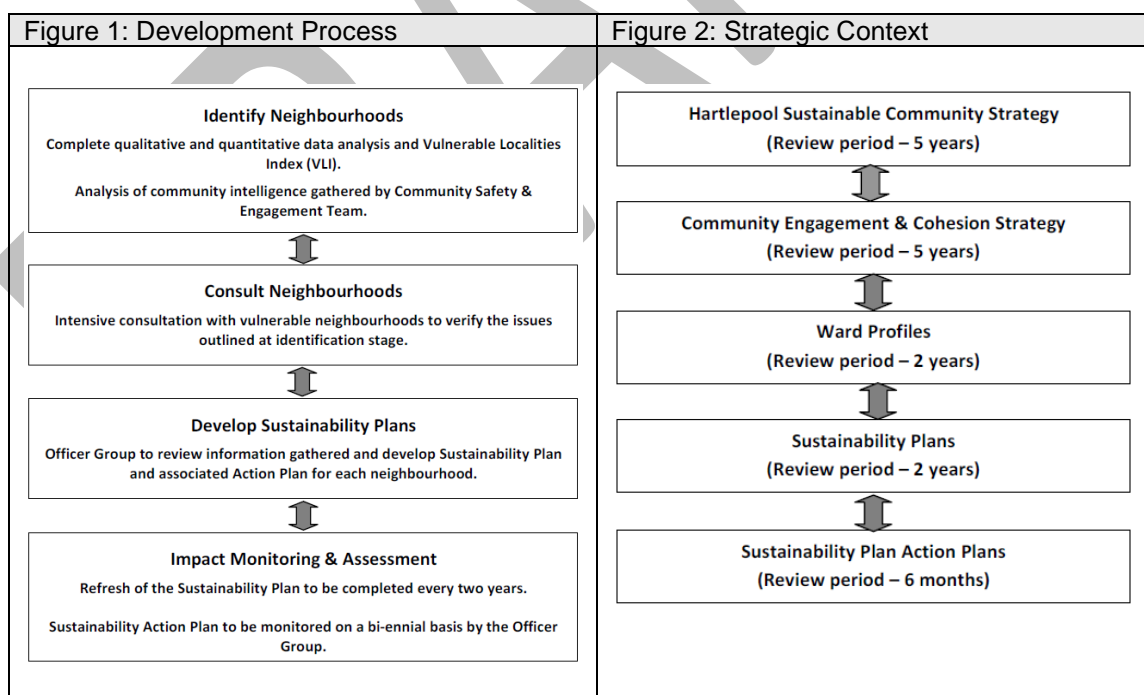 Figure 1: Development Process
Identify Neighbourhoods
Complete qualitative and quantitative data analysis and Vulnerable Localities
Index (VLI).
Analysis of community intelligence gathered by Community Safety &
Engagement Team.
Consult Neighbourhoods
Intensive consultation with vulnerable neighbourhoods to verify the issues
outlined at identification stage.
Develop Sustainability Plans
Officer Group to review information gathered and develop Sustainability Plan
and associated Action Plan for each neighbourhood.
Impact Monitoring & Assessment
Refresh of the Sustainability Plan to be completed every two years.
Sustainability Action Plan to be monitored on a bi-ennial basis by the Officer
Group.
Figure 2: Strategic Context
Hartlepool Sustainable Community Strategy
(Review period – 5 years)
Community Engagement & Cohesion Strategy
(Review period – 5 years)
Ward Profiles
(Review period – 2 years)
Sustainability Plans
(Review period – 2 years)
Sustainability Plan Action Plans
(Review period – 6 months)